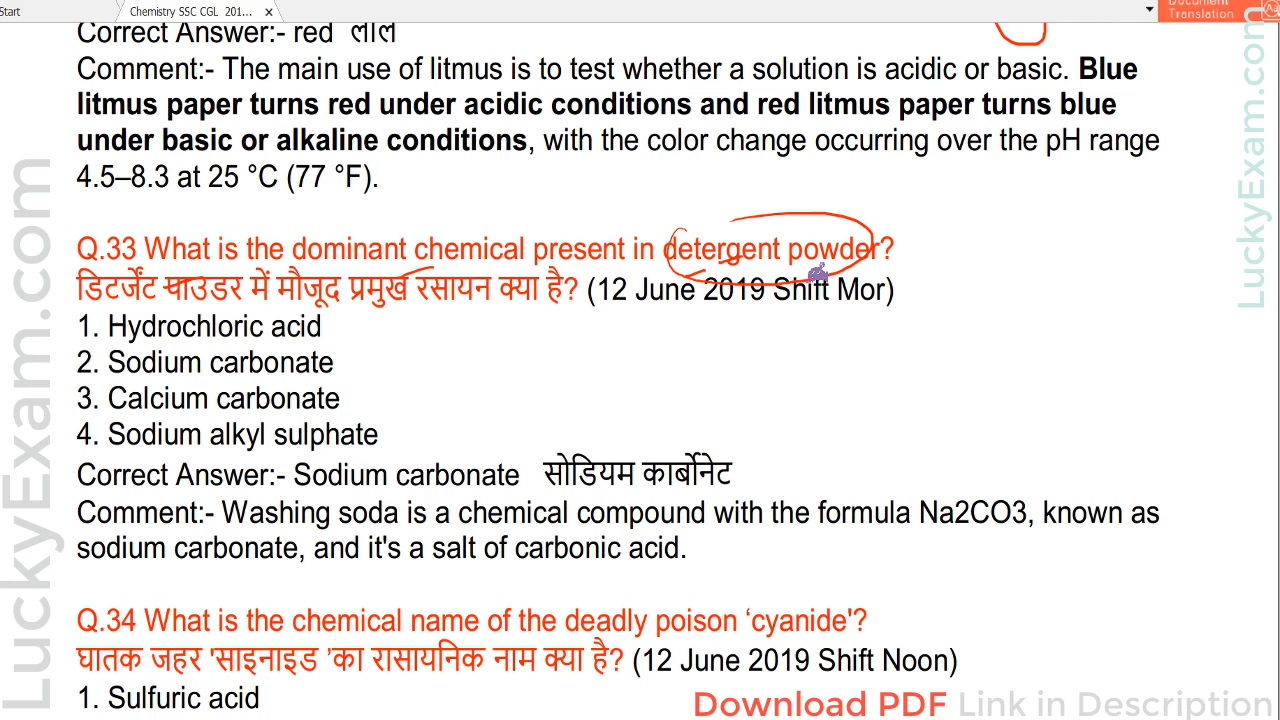 Start
Chemistry SSC CGL 201... ×
Document
Translation
Correct Answer:- red लाल
Comment:- The main use of litmus is to test whether a solution is acidic or basic. Blue
litmus paper turns red under acidic conditions and red litmus paper turns blue
under basic or alkaline conditions, with the color change occurring over the pH range
4.5–8.3 at 25 °C (77 °F).
Q.33 What is the dominant chemical present in detergent powder?
डिटर्जेंट पाउडर में मौजूद प्रमुख रसायन क्या है? (12 June 2019 Shift Mor)
1. Hydrochloric acid
2. Sodium carbonate
3. Calcium carbonate
4. Sodium alkyl sulphate
Correct Answer:- Sodium carbonate सोडियम कार्बोनेट
Comment:- Washing soda is a chemical compound with the formula Na2CO3, known as
sodium carbonate, and it's a salt of carbonic acid.
Q.34 What is the chemical name of the deadly poison ‘cyanide'?
घातक जहर 'साइनाइड ’का रासायनिक नाम क्या है? (12 June 2019 Shift Noon)
1. Sulfuric acid
Download PDF Link in Description
LuckyExam.com
LuckyExam.com